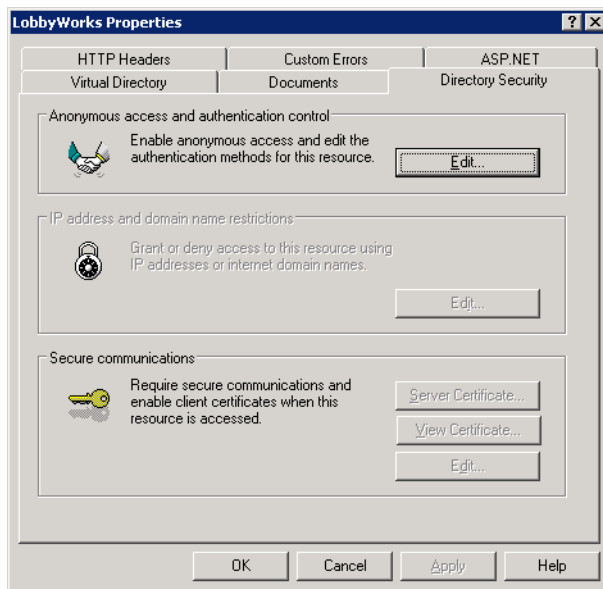 LobbyWorks Properties
HTTP Headers
Custom Errors
ASP.NET
Virtual Directory
Documents
Directory Security
Anonymous access and authentication control
Enable anonymous access and edit the
authentication methods for this resource.
Edit...
IP address and domain name restrictions
Grant or deny access to this resource using
IP addresses or internet domain names.
Edit...
Secure communications
Require secure communications and
enable client certificates when this
resource is accessed.
Server Certificate...
View Certificate...
Edit...
OK
Cancel
Apply
Help